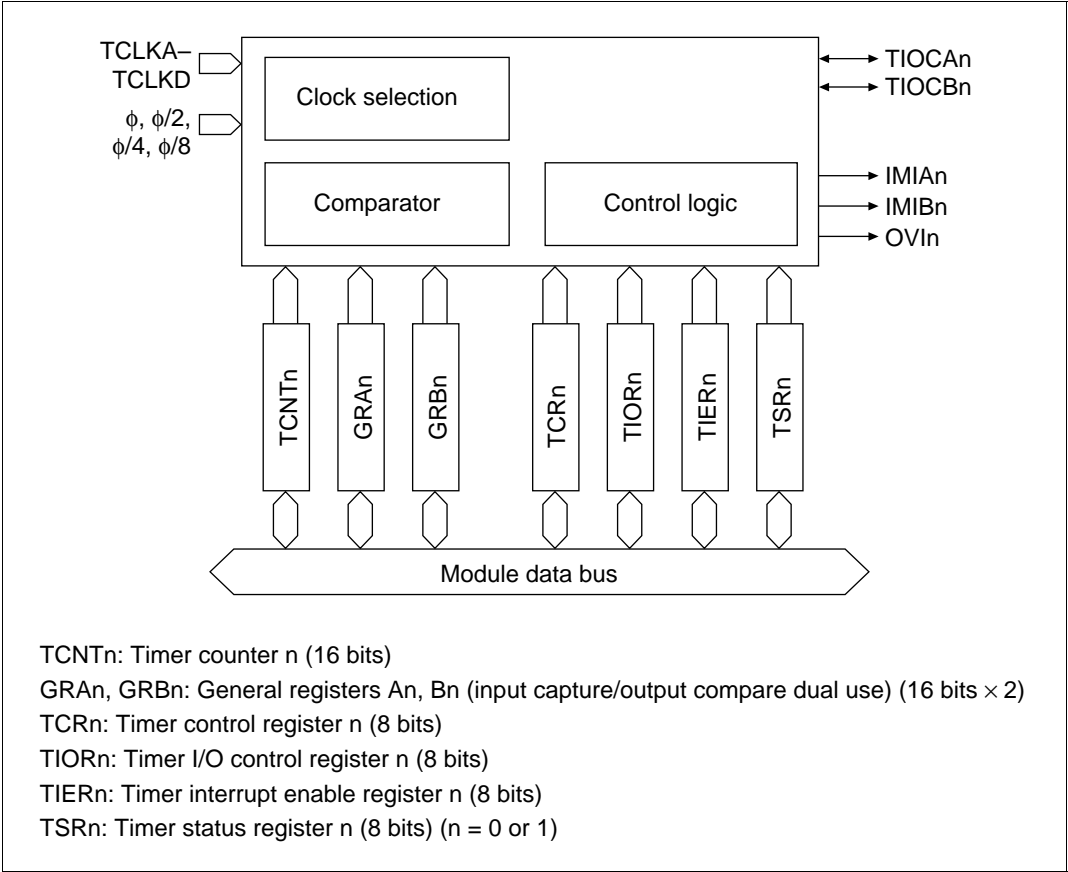 TCLKA–
TCLKD
ϕ, ϕ/2,
ϕ/4, ϕ/8
Clock selection
Comparator
Control logic
TIOCAn
TIOCBn
IMIAn
IMIBn
OVIn
TCNTn
GRAn
GRBn
TCRn
TIORn
TIERn
TSRn
Module data bus
TCNTn: Timer counter n (16 bits)
GRAn, GRBn: General registers An, Bn (input capture/output compare dual use) (16 bits × 2)
TCRn: Timer control register n (8 bits)
TIORn: Timer I/O control register n (8 bits)
TIERn: Timer interrupt enable register n (8 bits)
TSRn: Timer status register n (8 bits) (n = 0 or 1)